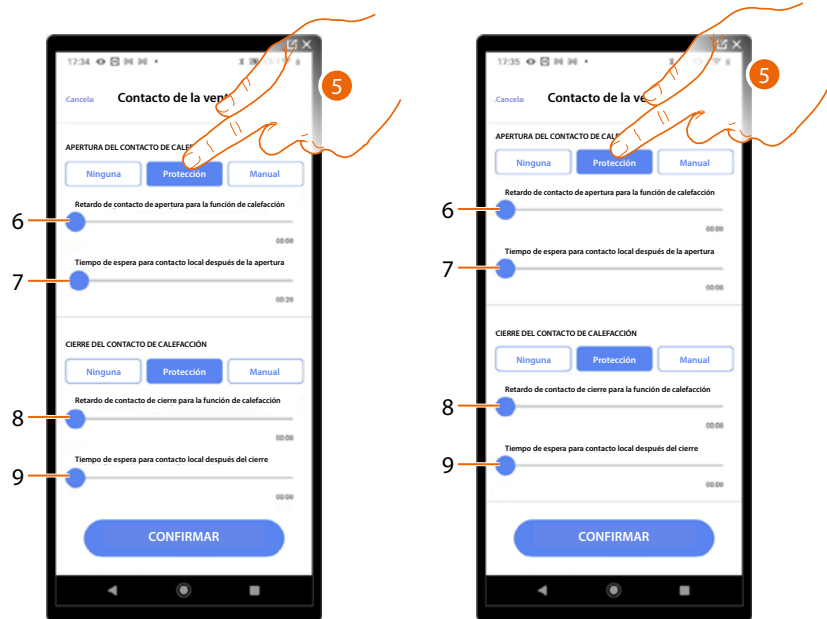 17:34
Cancela
Contacto de la vent
5
APERTURA DEL CONTACTO DE CALEF
Ninguna Protección Manual
Retardo de contacto de apertura para la función de calefacción
6
00:00
Tiempo de espera para contacto local después de la apertura
7
00:20
CIERRE DEL CONTACTO DE CALEFACCIÓN
Ninguna Protección Manual
Retardo de contacto de cierre para la función de calefacción
8
00:00
Tiempo de espera para contacto local después del cierre
9
00:00
CONFIRMAR
17:35
Cancela
Contacto de la ve
5
APERTURA DEL CONTACTO DE CAL
Ninguna Protección Manual
Retardo de contacto de apertura para la función de calefacción
6
00:00
Tiempo de espera para contacto local después de la apertura
7
00:00
CIERRE DEL CONTACTO DE CALEFACCIÓN
Ninguna Protección Manual
Retardo de contacto de cierre para la función de calefacción
8
00:00
Tiempo de espera para contacto local después del cierre
9
00:00
CONFIRMAR